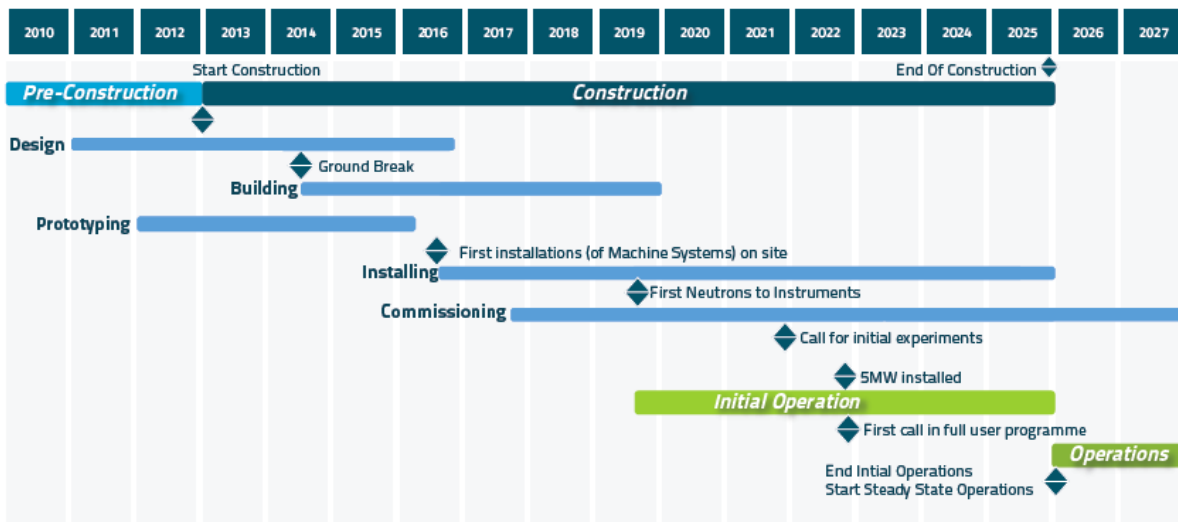 2010 2011 2012 2013 2014 2015 2016 2017 2018 2019 2020 2021 2022 2023 2024 2025 2026 2027
Start Construction
End Of Construction
Pre-Construction
Construction
Design
Ground Break
Building
Prototyping
First installations (of Machine Systems) on site
Installing
First Neutrons to Instruments
Commissioning
Call for initial experiments
5MW installed
Initial Operation
First call in full user programme
Operations
End Intial Operations
Start Steady State Operations